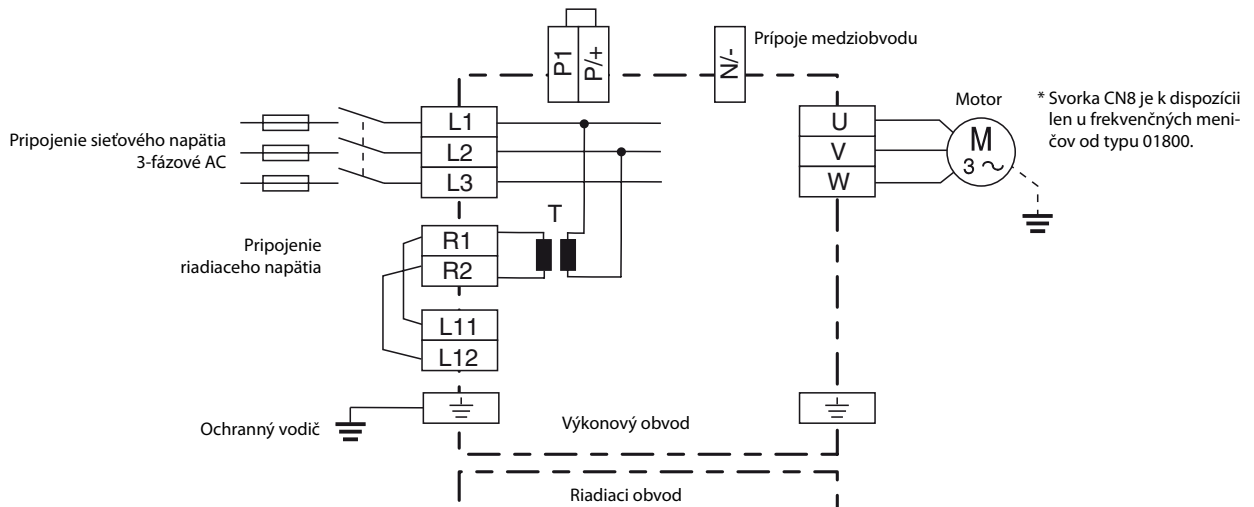 P1
P/+
N/-
Prípoje medziobvodu
Pripojenie sieťového napätia
3-fázové AC
L1
L2
L3
U
V
W
Motor
M
3 ~
* Svorka CN8 je k dispozícii
len u frekvenčných meni-
čov od typu 01800.
Pripojenie
riadiaceho napätia
R1
R2
T
L11
L12
Ochranný vodič
Výkonový obvod
Riadiaci obvod